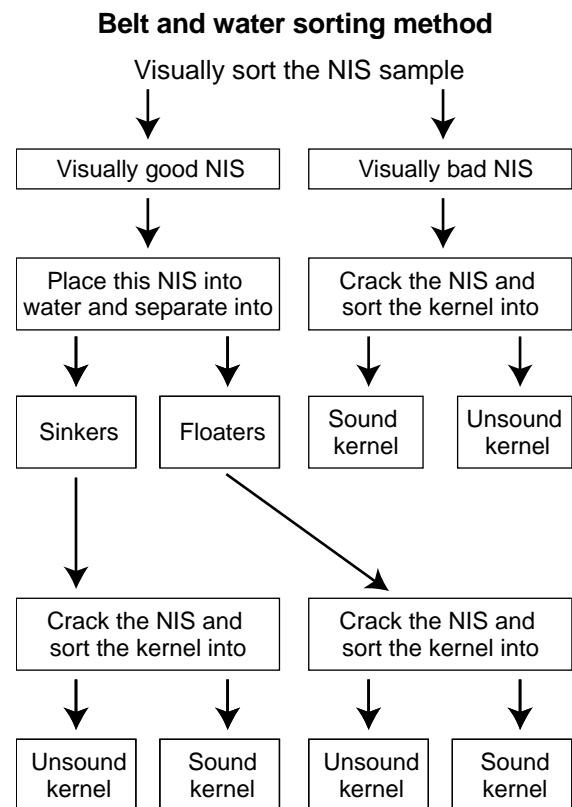 Belt and water sorting method
Visually sort the NIS sample
Visually good NIS
Visually bad NIS
Place this NIS into
water and separate into
Crack the NIS and
sort the kernel into
Sinkers
Floaters
Sound
kernel
Unsound
kernel
Crack the NIS and
sort the kernel into
Crack the NIS and
sort the kernel into
Unsound
kernel
Sound
kernel
Unsound
kernel
Sound
kernel